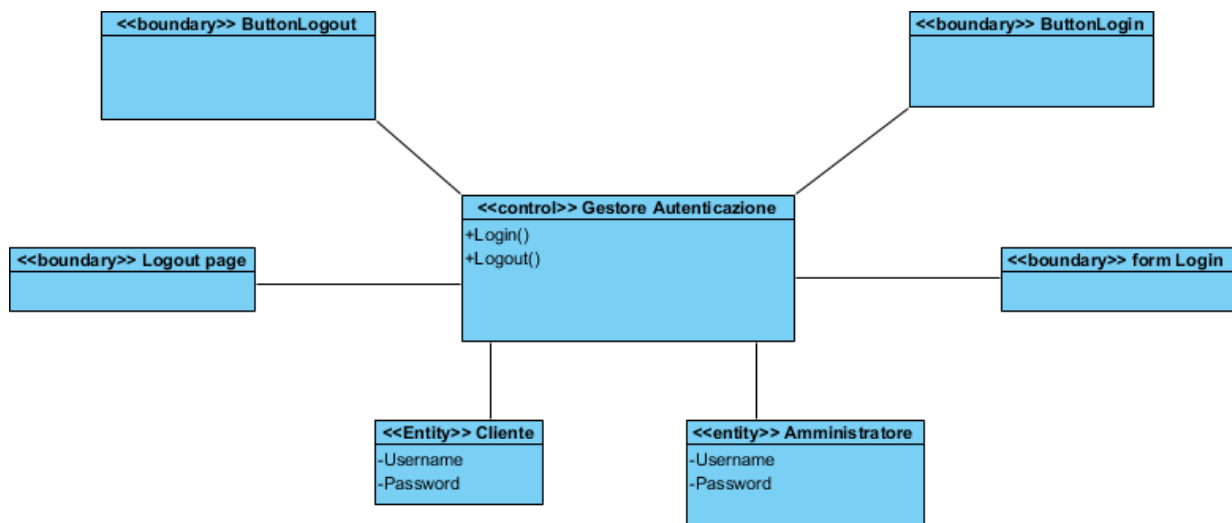 <<boundary>> ButtonLogout
<<boundary>> ButtonLogin
<<control>> Gestore Autenticazione
+Login()
+Logout()
<<boundary>> Logout page
<<boundary>> form Login
<<Entity>> Cliente
-Username
-Password
<<entity>> Amministratore
-Username
-Password